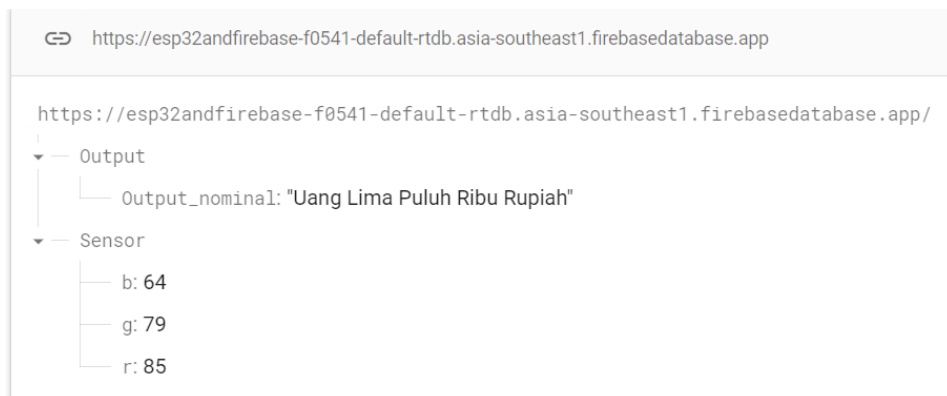 https://esp32andfirebase-f0541-default-rtdb.asia-southeast1.firebasedatabase.app
https://esp32andfirebase-f0541-default-rtdb.asia-southeast1.firebasedatabase.app/
Output
Output_nominal: "Uang Lima Puluh Ribu Rupiah"
Sensor
b: 64
g: 79
r: 85